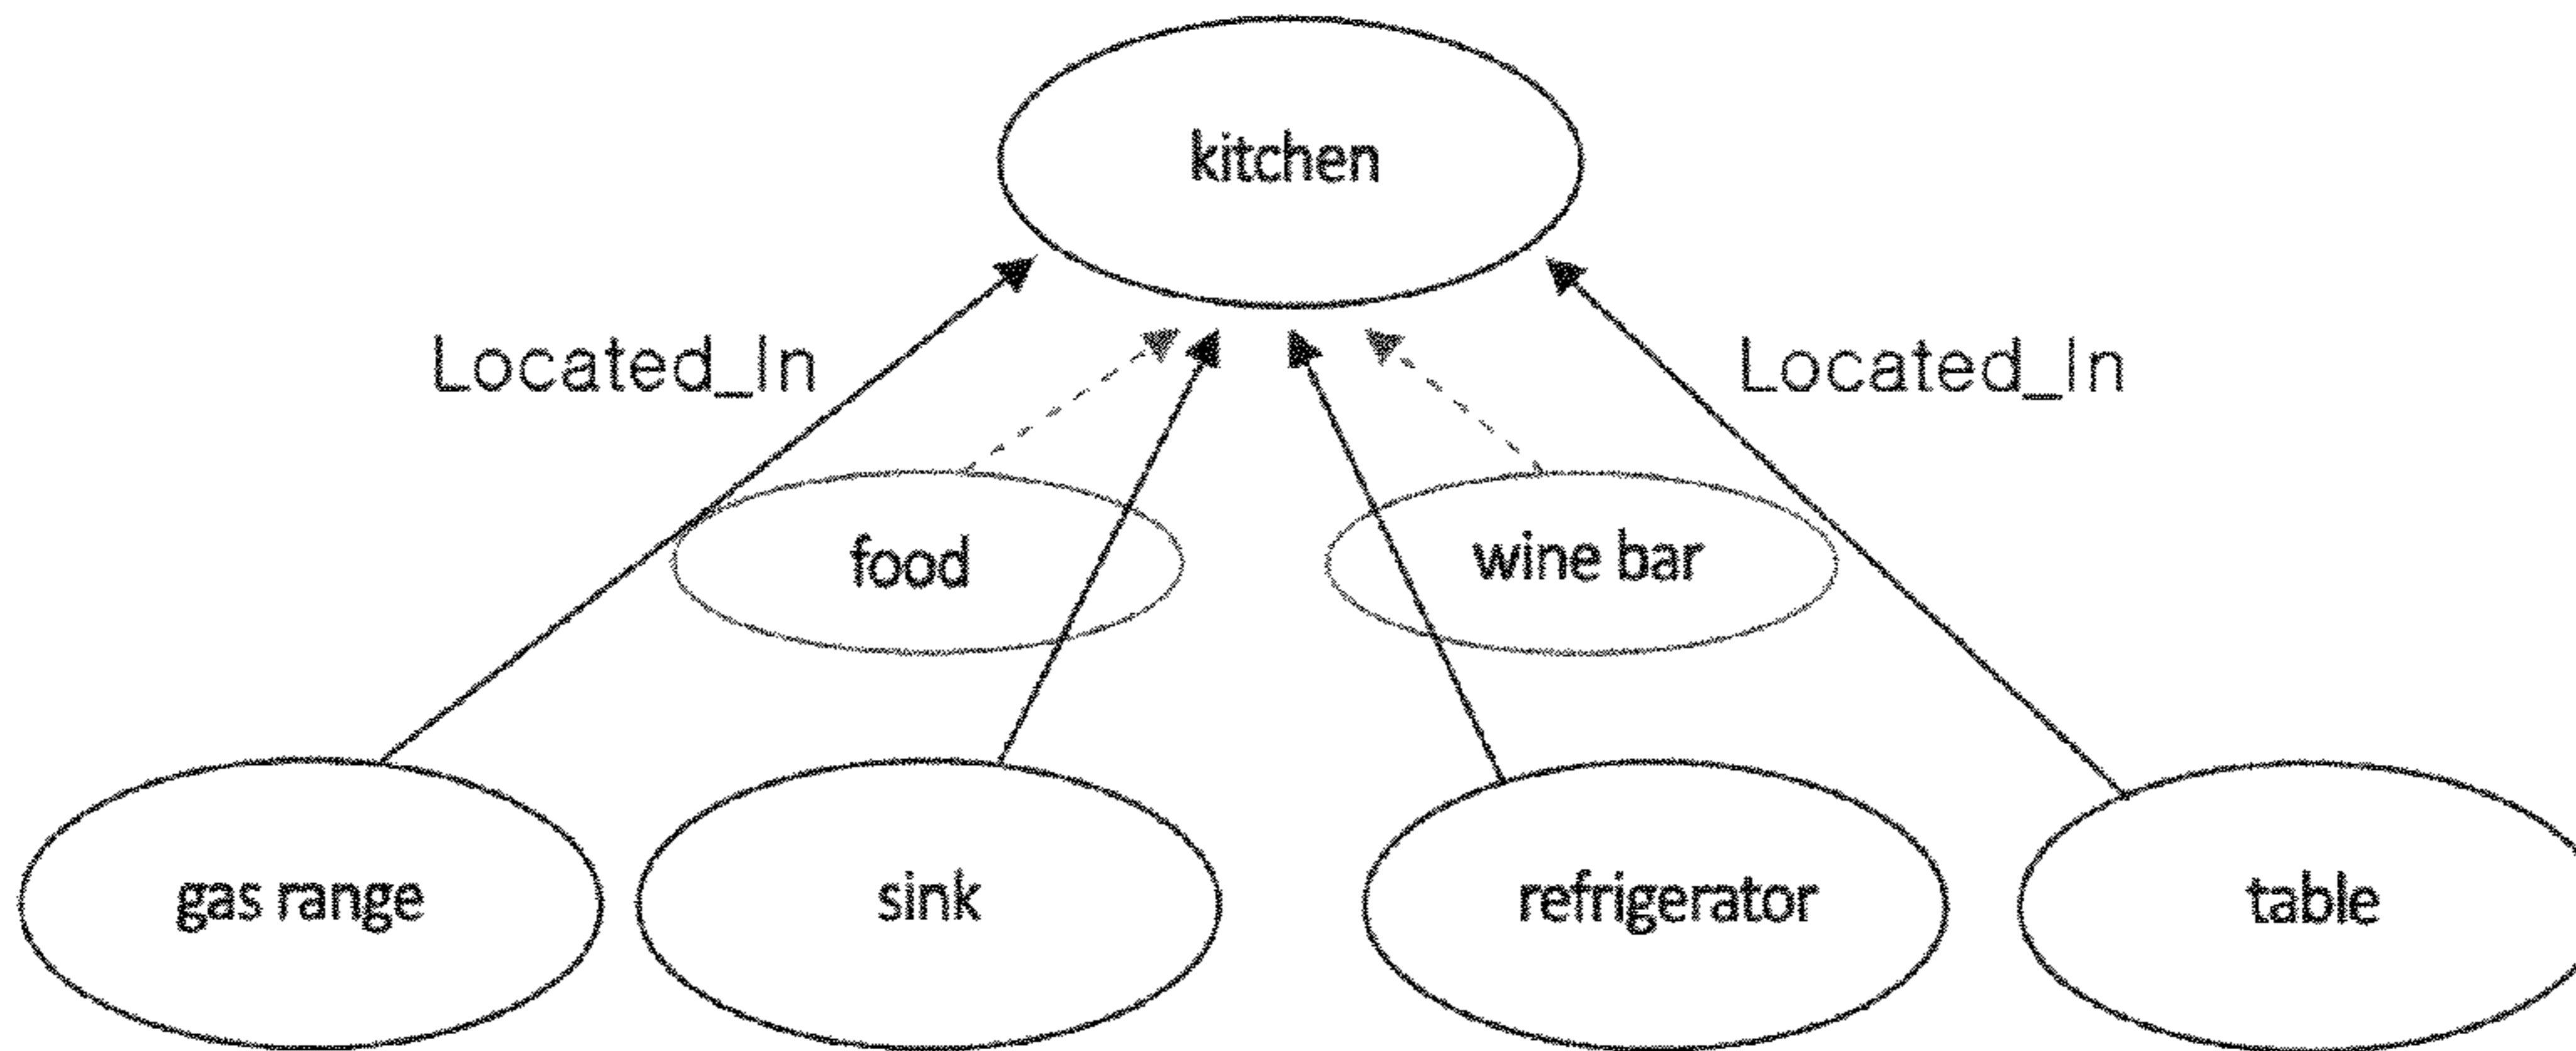 kitchen
Located_In
Located_In
food
wine bar
gas range
sink
refrigerator
table